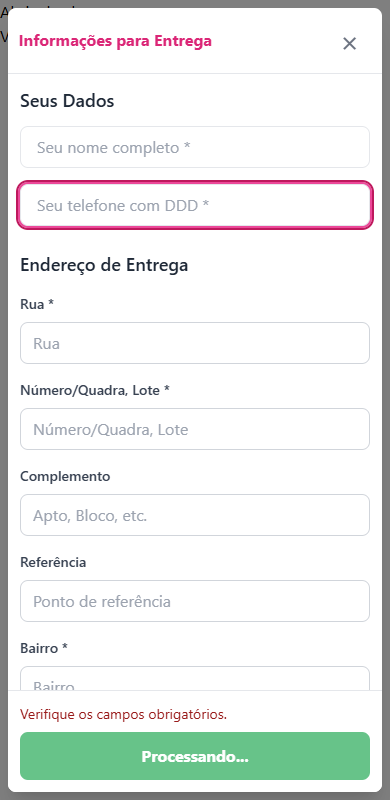 Informações para Entrega
Seus Dados
Seu nome completo *
Seu telefone com DDD *
Endereço de Entrega
Rua *
Rua
Número/Quadra, Lote *
Número/Quadra, Lote
Complemento
Apto, Bloco, etc.
Referência
Ponto de referência
Bairro *
Bairro
Verifique os campos obrigatórios.
Processando...